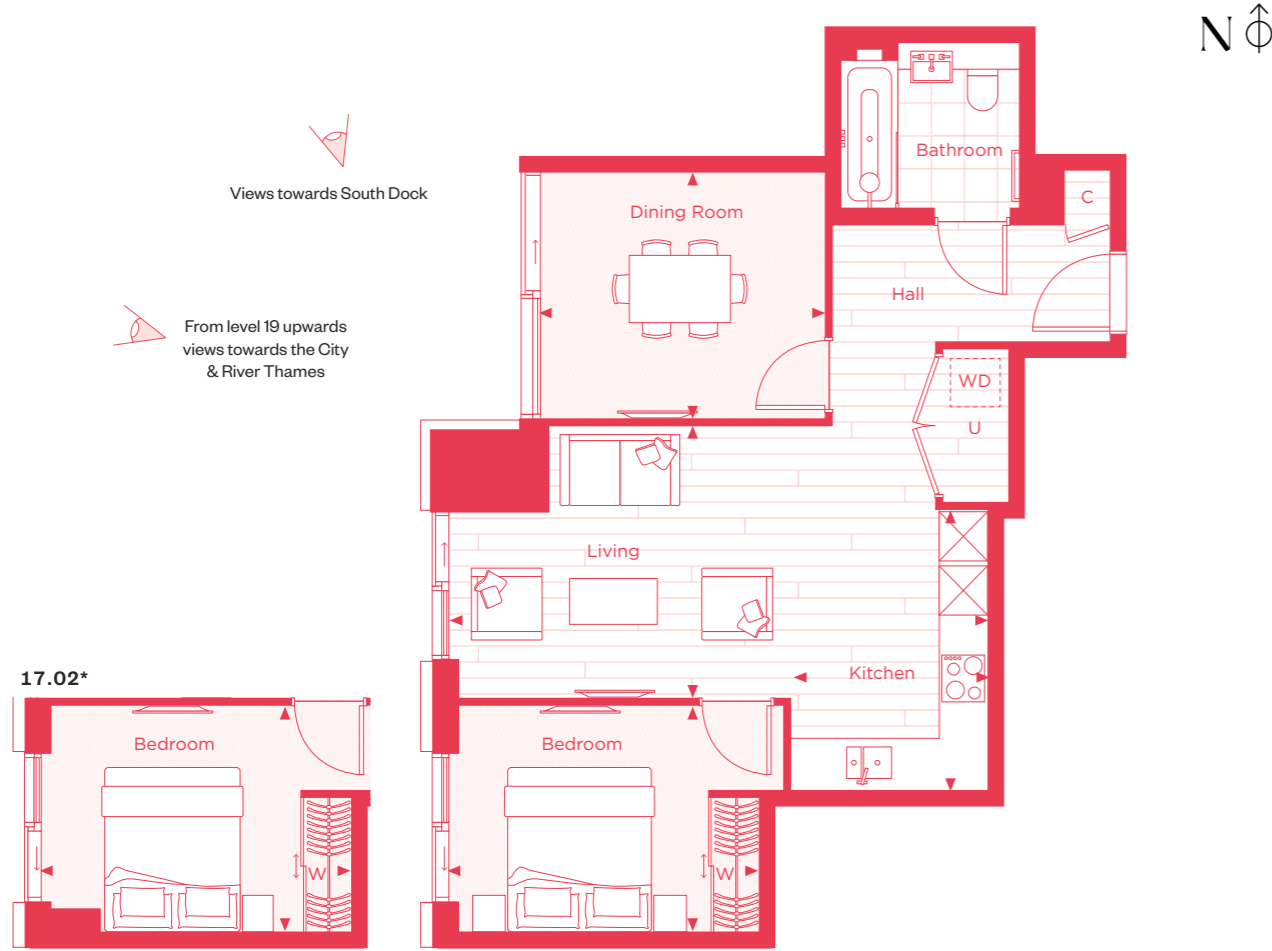 N
Bathroom
Views towards South Dock
C
Dining Room
Hall
From level 19 upwards
views towards the City
& River Thames
WD
U
Living
17.02*
Kitchen
Bedroom
Bedroom
W
W